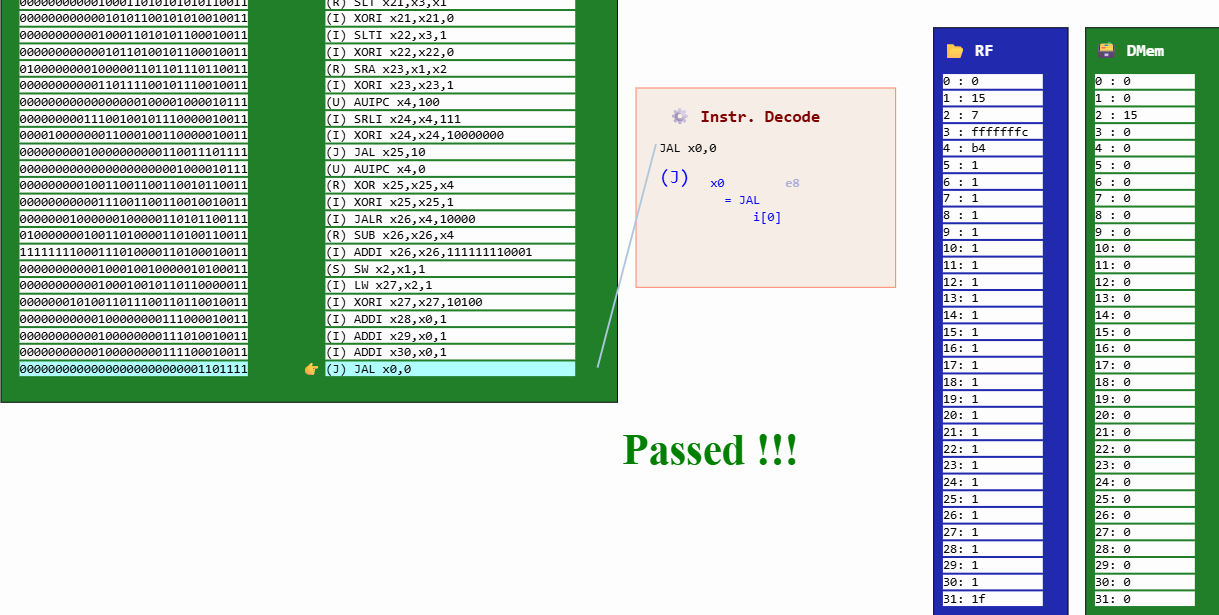 00000000000100011010101010110011 (R) SLT x21,x3,x1
00000000000010101100101010010011 (I) XORI x21,x21,0
00000000000100011010101100010011 (I) SLTI x22,x3,1
00000000000010110100101100010011 (I) XORI x22,x22,0
01000000001000001101101110110011 (R) SRA x23,x1,x2
00000000000110111100101110010011 (I) XORI x23,x23,1
00000000000000000100001000010111 (U) AUIPC x4,100
00000000011100100101110000010011 (I) SRLI x24,x4,111
00001000000011000100110000010011 (I) XORI x24,x24,10000000
00000000001000000000110011101111 (J) JAL x25,10
00000000000000000000001000010111 (U) AUIPC x4,0
00000000010011001100110010110011 (R) XOR x25,x25,x4
00000000000111001100110010010011 (I) XORI x25,x25,1
00000001000000100000110101100111 (I) JALR x26,x4,10000
01000000010011010000110100110011 (R) SUB x26,x26,x4
11111111000111010000110100010011 (I) ADDI x26,x26,111111110001
00000000000100010010000010100011 (S) SW x2,x1,1
00000000000100010010110110000011 (I) LW x27,x2,1
00000001010011011100110110010011 (I) XORI x27,x27,10100
00000000000100000000111000010011 (I) ADDI x28,x0,1
00000000000100000000111010010011 (I) ADDI x29,x0,1
00000000000100000000111100010011 (I) ADDI x30,x0,1
00000000000000000000000001101111 (J) JAL x0,0
Instr. Decode
JAL x0,0
(J) x0 e8
= JAL
i[0]
Passed !!!
RF
0 : 0
1 : 15
2 : 7
3 : fffffffc
4 : b4
5 : 1
6 : 1
7 : 1
8 : 1
9 : 1
10: 1
11: 1
12: 1
13: 1
14: 1
15: 1
16: 1
17: 1
18: 1
19: 1
20: 1
21: 1
22: 1
23: 1
24: 1
25: 1
26: 1
27: 1
28: 1
29: 1
30: 1
31: 1f
DMem
0 : 0
1 : 0
2 : 15
3 : 0
4 : 0
5 : 0
6 : 0
7 : 0
8 : 0
9 : 0
10: 0
11: 0
12: 0
13: 0
14: 0
15: 0
16: 0
17: 0
18: 0
19: 0
20: 0
21: 0
22: 0
23: 0
24: 0
25: 0
26: 0
27: 0
28: 0
29: 0
30: 0
31: 0